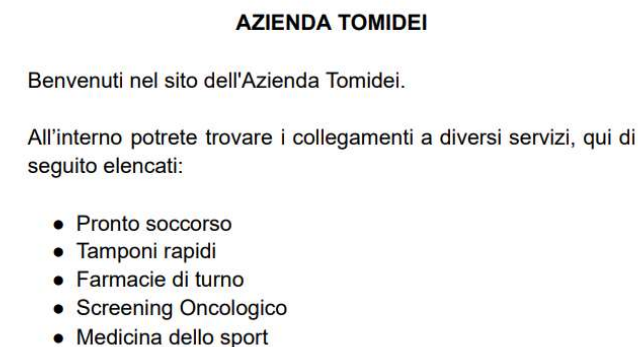 AZIENDA TOMIDEI
Benvenuti nel sito dell'Azienda Tomidei.
All’interno potrete trovare i collegamenti a diversi servizi, qui di
seguito elencati:
● Pronto soccorso
● Tamponi rapidi
● Farmacie di turno
● Screening Oncologico
● Medicina dello sport